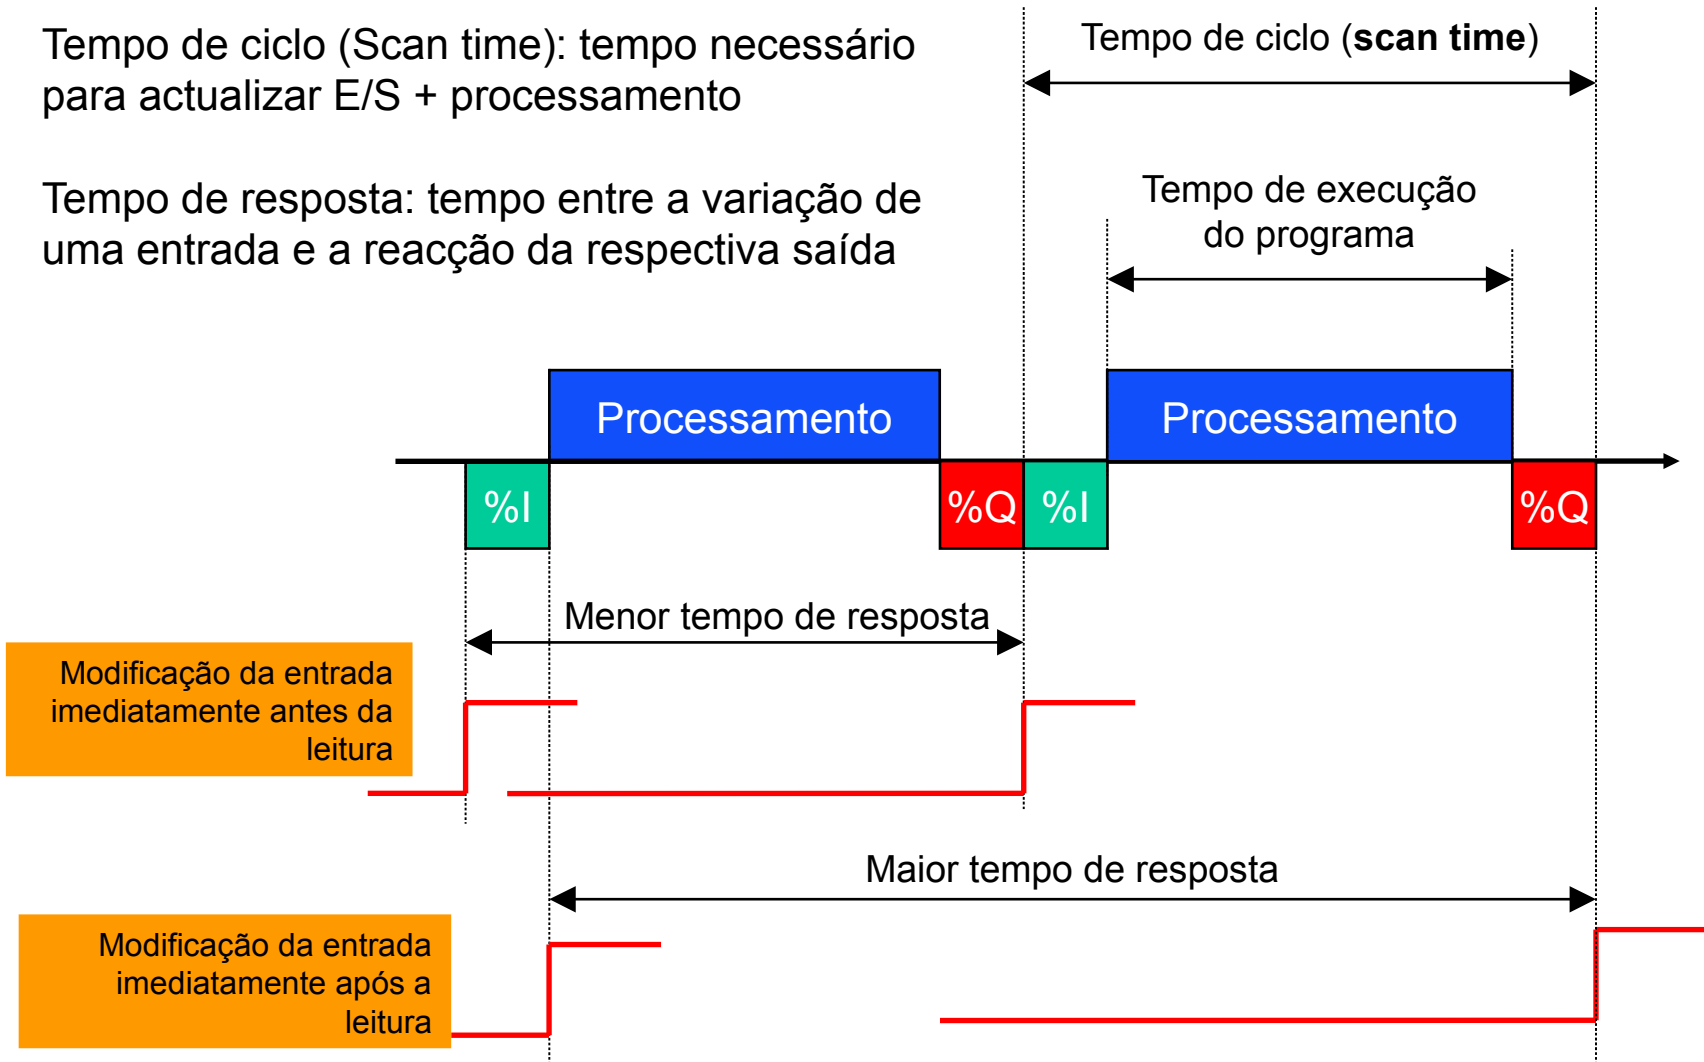 Tempo de ciclo (Scan time): tempo necessário
para actualizar E/S + processamento
Tempo de resposta: tempo entre a variação de
uma entrada e a reacção da respectiva saída
Tempo de ciclo (scan time)
Tempo de execução
do programa
Processamento
Processamento
%I
%Q
%I
%Q
Menor tempo de resposta
Modificação da entrada
imediatamente antes da
leitura
Maior tempo de resposta
Modificação da entrada
imediatamente após a
leitura